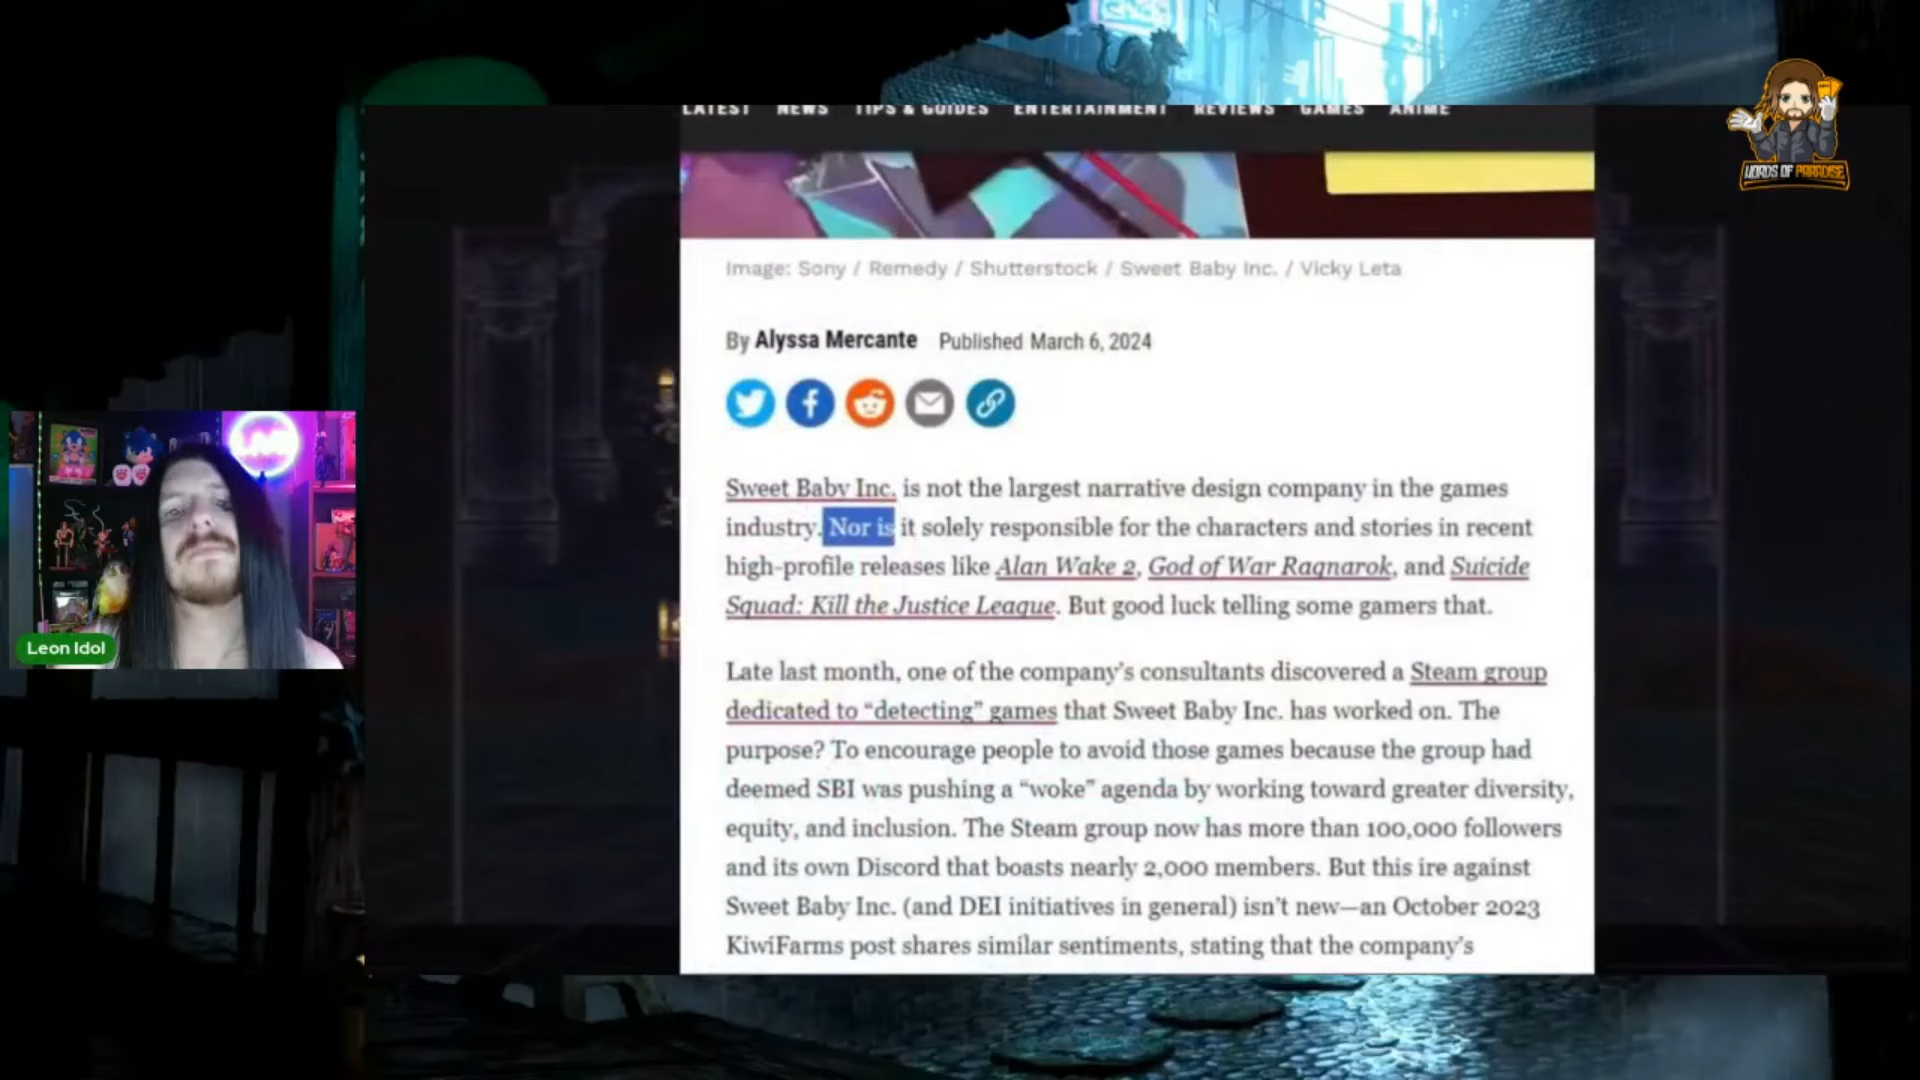 LATEST NEWS TIPS & GUIDES ENTERTAINMENT REVIEWS GAMES ANIME
WORDS OF PARADISE
Image: Sony / Remedy / Shutterstock / Sweet Baby Inc. / Vicky Leta
By Alyssa Mercante Published March 6, 2024
Sweet Baby Inc. is not the largest narrative design company in the games
industry. Nor is it solely responsible for the characters and stories in recent
high-profile releases like Alan Wake 2, God of War Ragnarok, and Suicide
Squad: Kill the Justice League. But good luck telling some gamers that.
Late last month, one of the company's consultants discovered a Steam group
dedicated to “detecting” games that Sweet Baby Inc. has worked on. The
purpose? To encourage people to avoid those games because the group had
deemed SBI was pushing a “woke” agenda by working toward greater diversity,
equity, and inclusion. The Steam group now has more than 100,000 followers
and its own Discord that boasts nearly 2,000 members. But this ire against
Sweet Baby Inc. (and DEI initiatives in general) isn't new—an October 2023
KiwiFarms post shares similar sentiments, stating that the company's
LIVE
Leon Idol